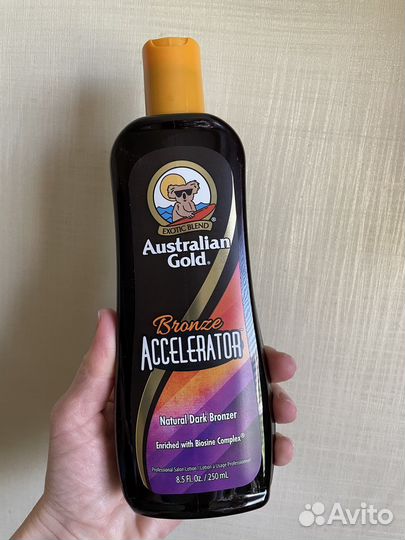 EXOTIC BLEND
Australian
Gold®
Bronze
ACCELERATOR™
Natural Dark Bronzer
Enriched with Biosine Complex®
Professional Salon Lotion | Lotion à Usage Professionnel
8.5 Fl. Oz. / 250 mL
Avito